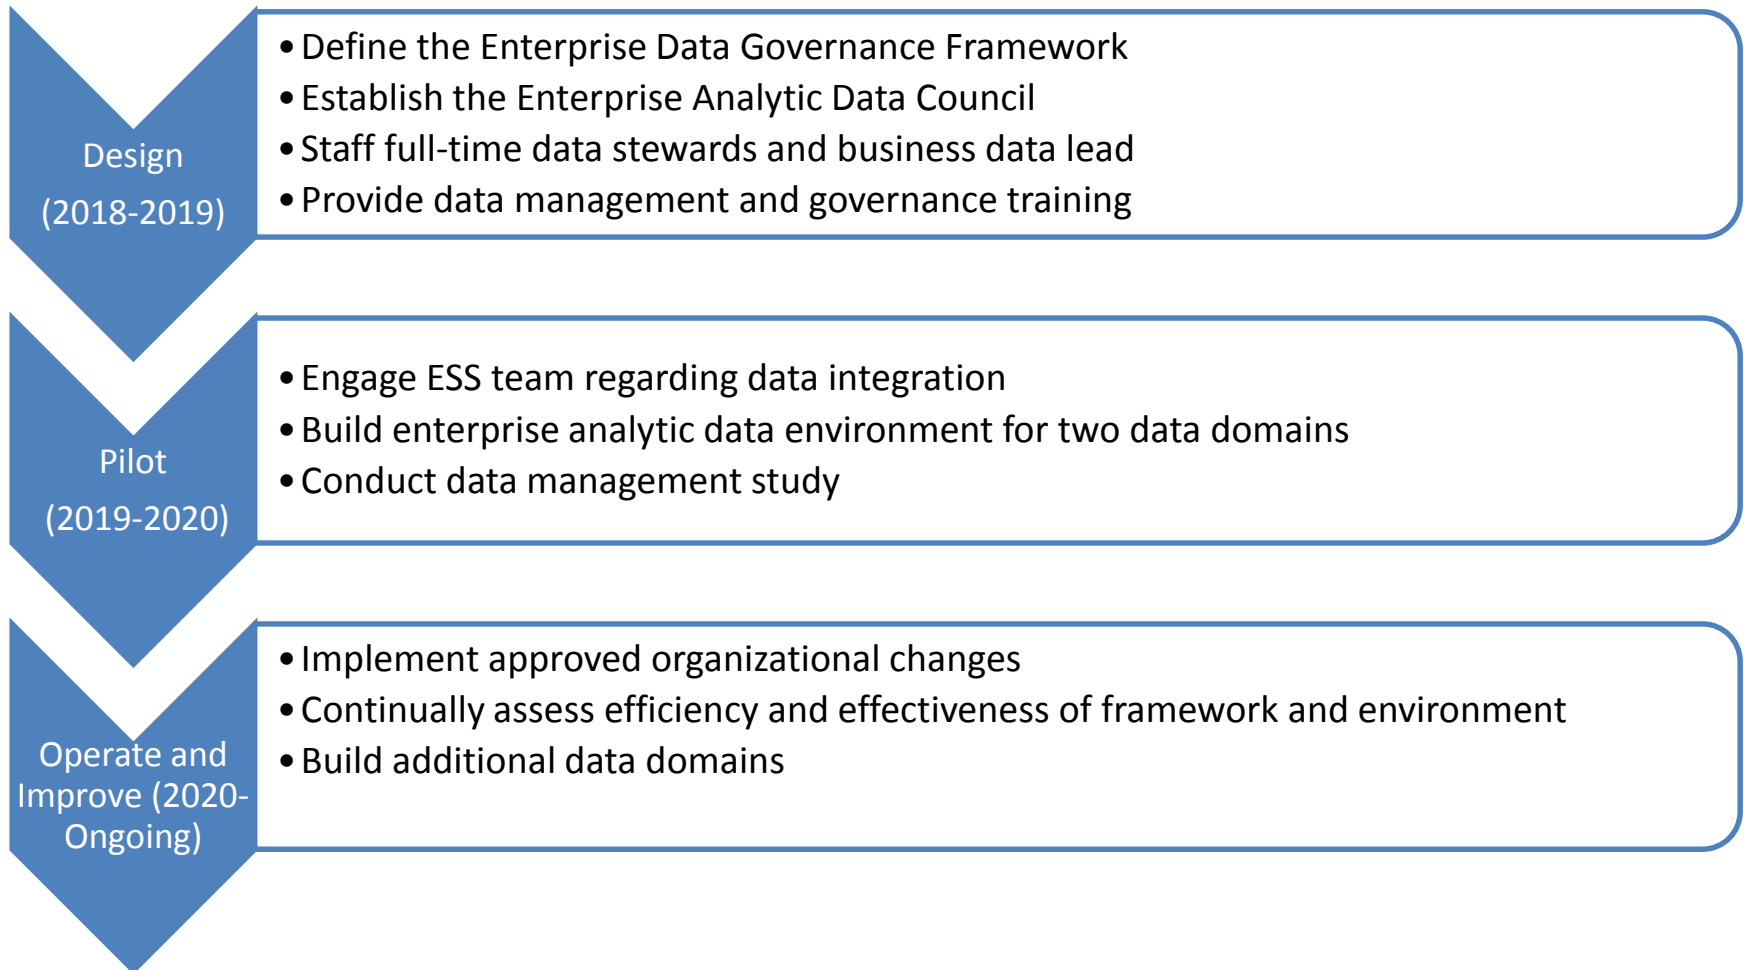 Design
(2018-2019)
•Define the Enterprise Data Governance Framework
•Establish the Enterprise Analytic Data Council
•Staff full-time data stewards and business data lead
•Provide data management and governance training
Pilot
(2019-2020)
•Engage ESS team regarding data integration
•Build enterprise analytic data environment for two data domains
•Conduct data management study
Operate and
Improve (2020-
Ongoing)
•Implement approved organizational changes
•Continually assess efficiency and effectiveness of framework and environment
•Build additional data domains